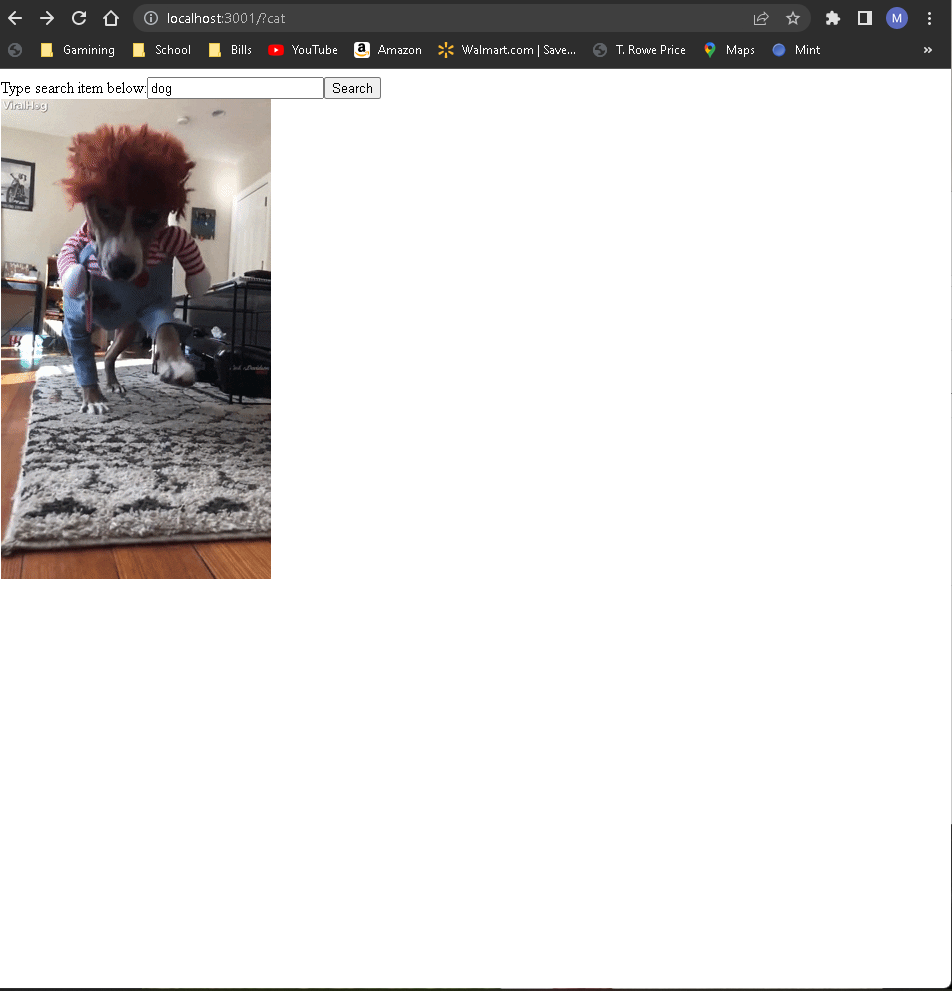 localhost:3001/?cat
M
Gamining School Bills YouTube a Amazon Walmart.com | Save... T. Rowe Price Maps Mint »
Type search item below: dog Search
ViralHog